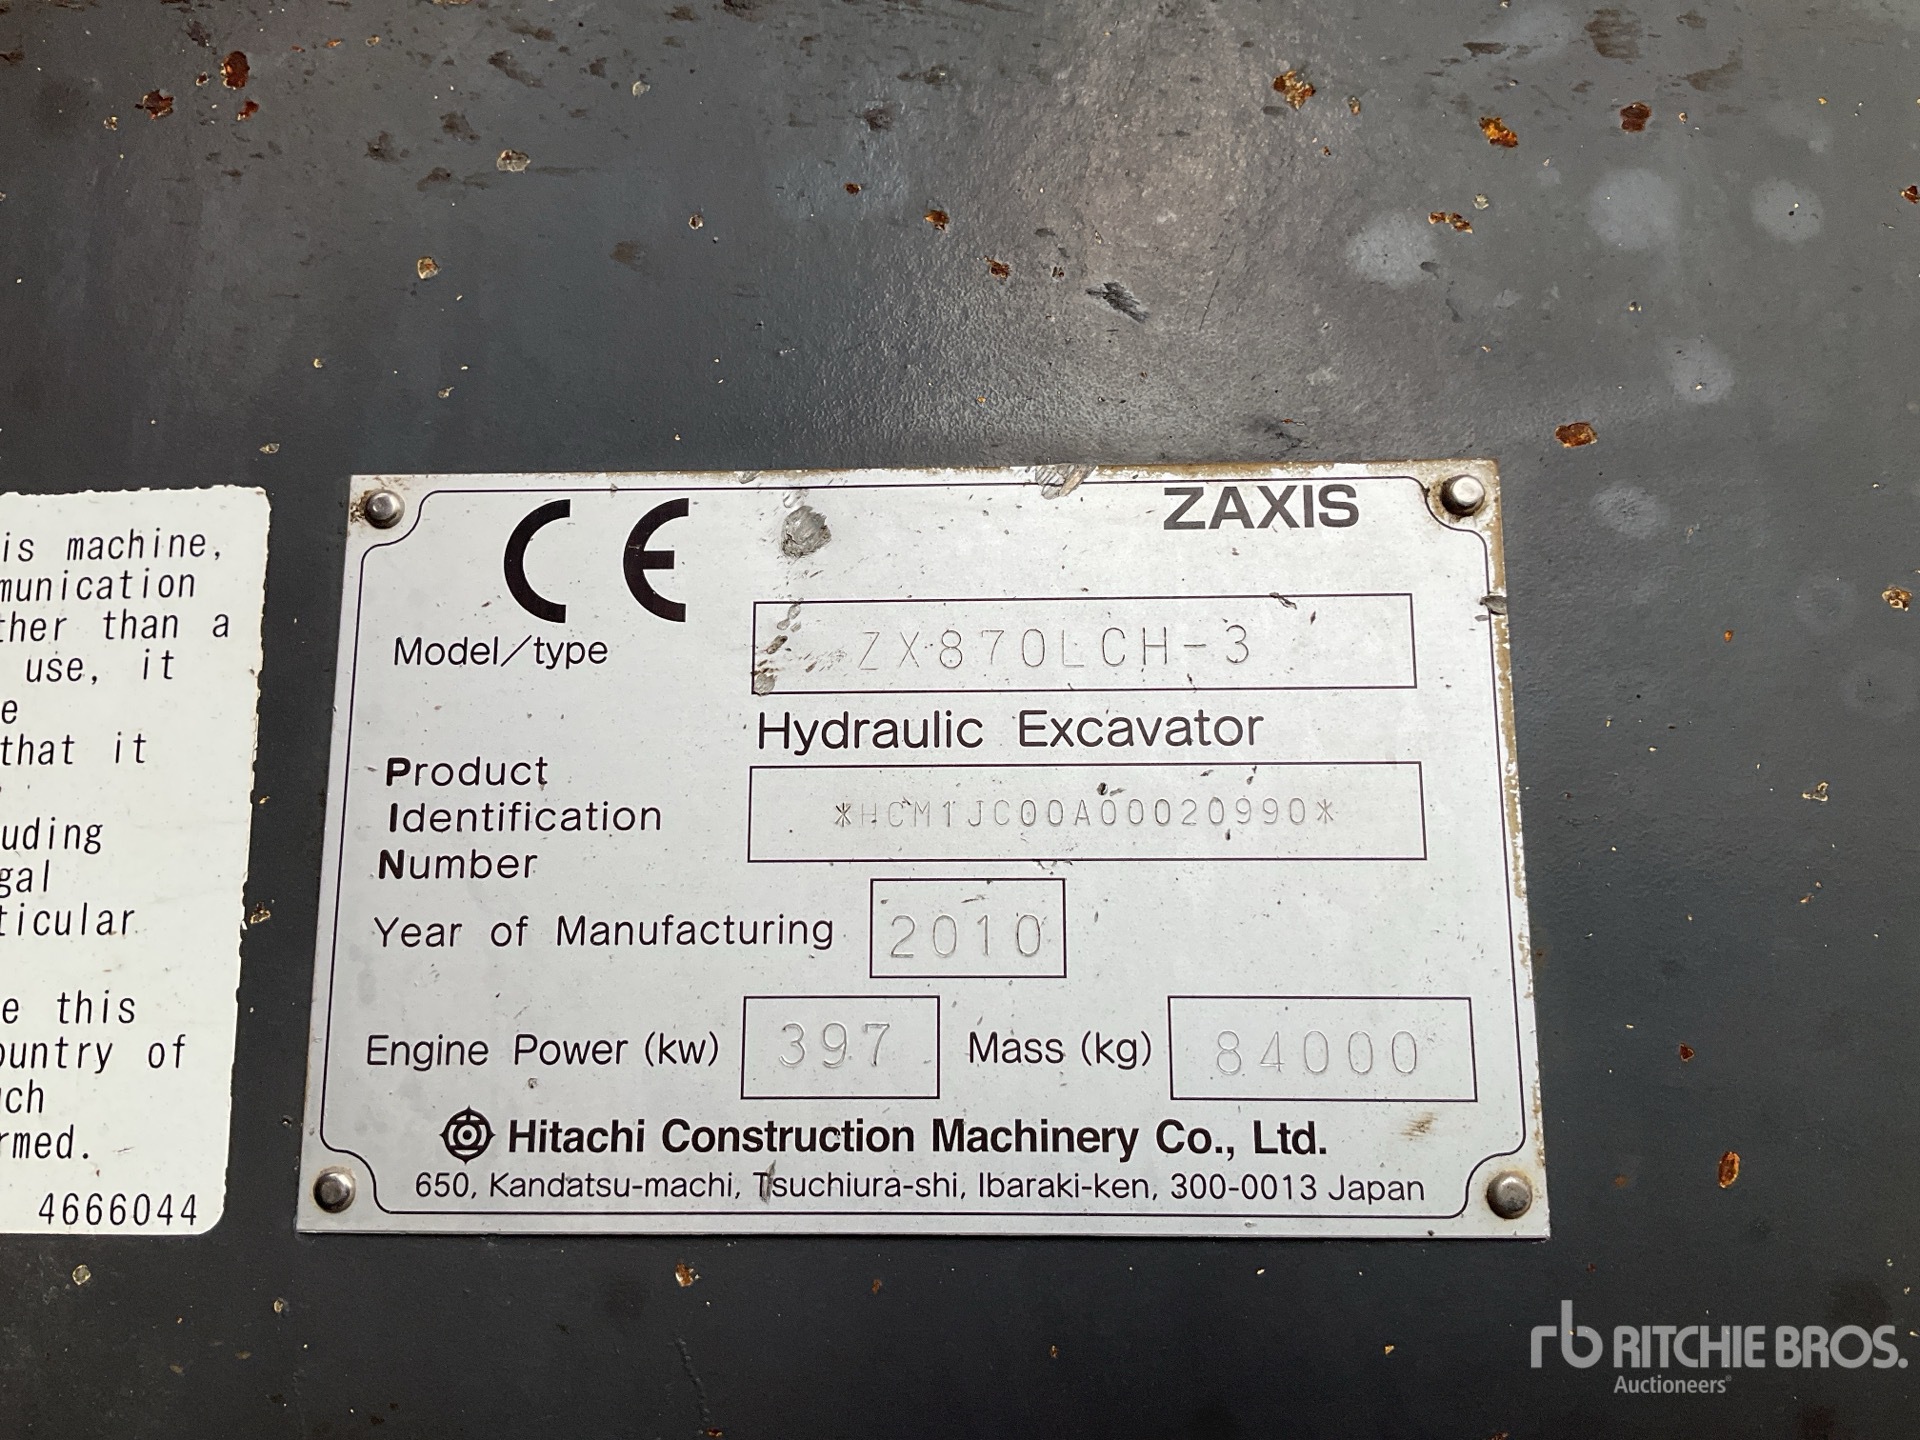 is machine,
munication
ther than a
use, it
e
that it
uding
gal
ticular
e this
ountry of
uch
rmed.
4666044
CE
ZAXIS
Model/type ZX870LCH-3
Hydraulic Excavator
Product
Identification
Number
*HCM1JC00A00020990*
Year of Manufacturing 2010
Engine Power (kw) 397 Mass (kg) 84000
Hitachi Construction Machinery Co., Ltd.
650, Kandatsu-machi, Tsuchiura-shi, Ibaraki-ken, 300-0013 Japan
rb RITCHIE BROS.
Auctioneers®